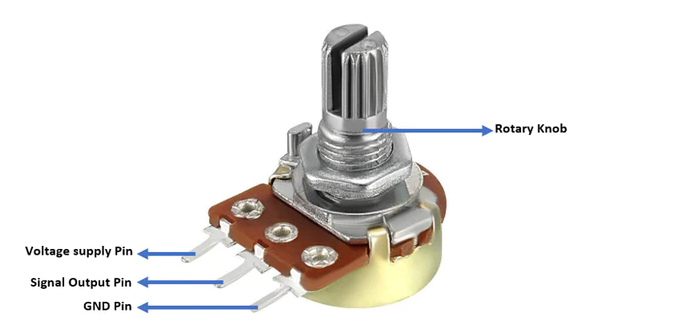 Rotary Knob
Voltage supply Pin
Signal Output Pin
GND Pin